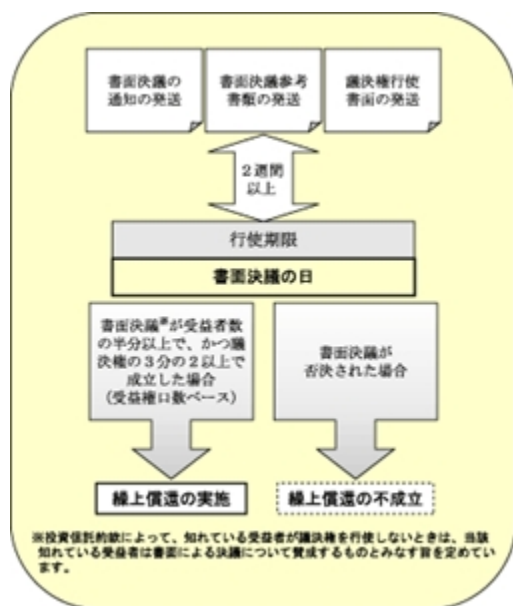 書面決議の
通知の発送
書面決議参考
書類の発送
議決権行使
書面の発送
２週間
以上
行使期限
書面決議の日
書面決議※が受益者数
の半分以上で、かつ議
決権の３分の２以上で
成立した場合
（受益権口数ベース）
書面決議が
否決された場合
繰上償還の実施
繰上償還の不成立
※投資信託約款によって、知れている受益者が議決権を行使しないときは、当該
知れている受益者は書面による決議について賛成するものとみなす旨を定めてい
ます。